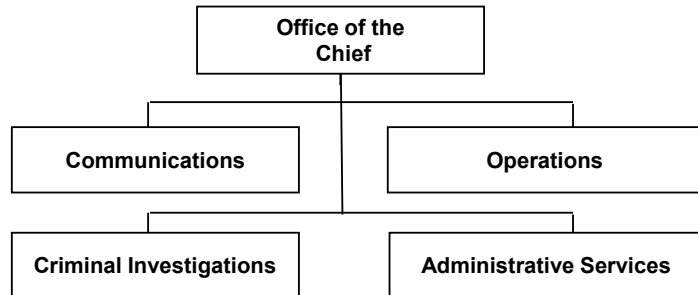 Office of the
Chief
Communications
Operations
Criminal Investigations
Administrative Services